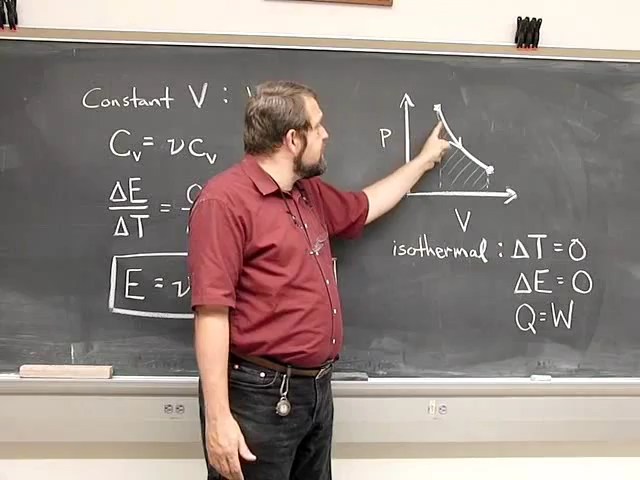 Constant V :
Cᵥ = νcᵥ
ΔE
ΔT
=
E = ν
P
V
isothermal : ΔT = 0
ΔE = 0
Q = W